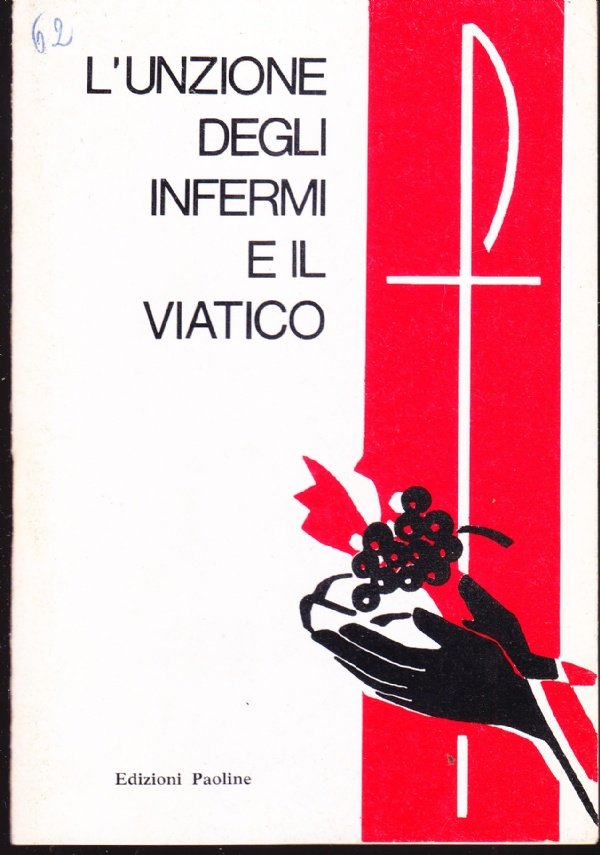 62
L'UNZIONE
DEGLI
INFERMI
E IL
VIATICO
Edizioni Paoline